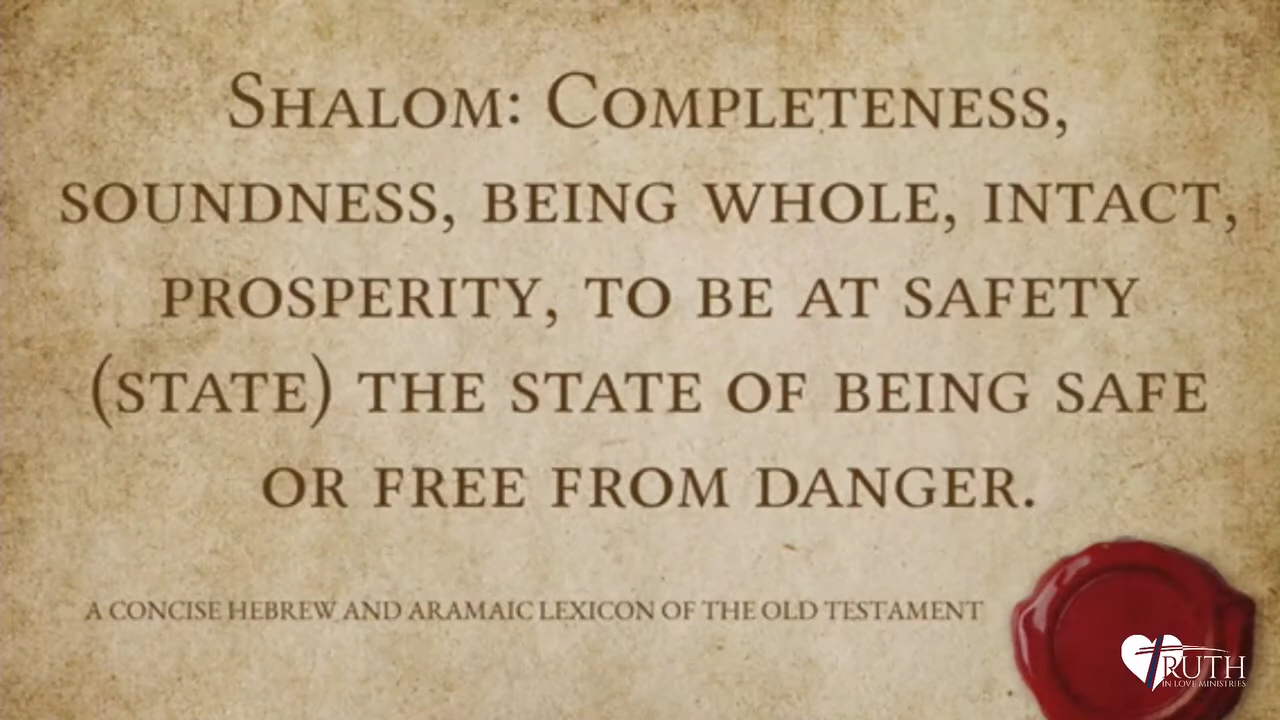 Shalom: Completeness,
soundness, being whole, intact,
prosperity, to be at safety
(state) the state of being safe
or free from danger.
A CONCISE HEBREW AND ARAMAIC LEXICON OF THE OLD TESTAMENT
TRUTH
IN LOVE MINISTRIES